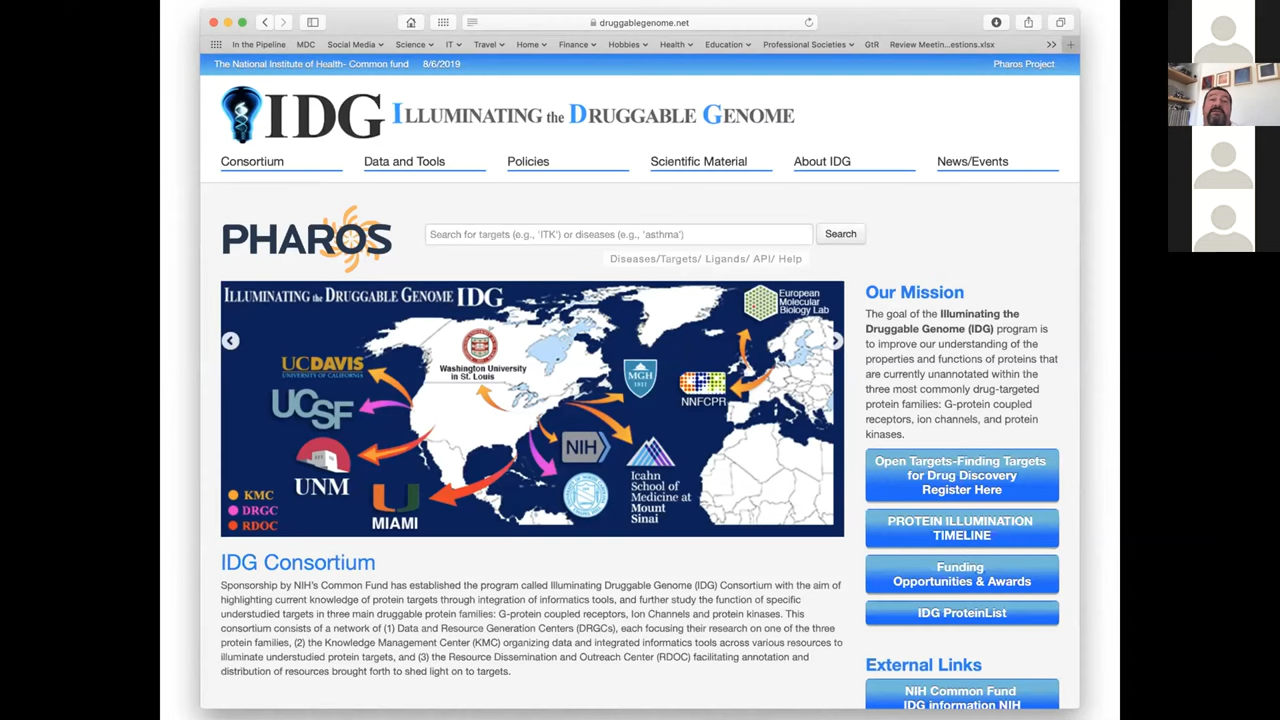 druggablegenome.net
In the Pipeline MDC Social Media Science IT Travel Home Finance Hobbies Health Education Professional Societies GtR Review Meetin...estions.xlsx
The National Institute of Health- Common fund 8/6/2019 Pharos Project
IDG ILLUMINATING the DRUGGABLE GENOME
Consortium Data and Tools Policies Scientific Material About IDG News/Events
PHAROS
Search for targets (e.g., 'ITK') or diseases (e.g., 'asthma') Search
Diseases/Targets/ Ligands/ API/ Help
ILLUMINATING the DRUGGABLE GENOME IDG
European
Molecular
Biology Lab
Washington University
in St. Louis
UCDAVIS
UNIVERSITY OF CALIFORNIA
MGH
1811
UCSF
NNFCPR
NIH
UNM
Icahn
School of
Medicine at
Mount
Sinai
U
MIAMI
KMC
DRGC
RDOC
IDG Consortium
Sponsorship by NIH's Common Fund has established the program called Illuminating Druggable Genome (IDG) Consortium with the aim of
highlighting current knowledge of protein targets through integration of informatics tools, and further study the function of specific
understudied targets in three main druggable protein families: G-protein coupled receptors, Ion Channels and protein kinases. This
consortium consists of a network of (1) Data and Resource Generation Centers (DRGCs), each focusing their research on one of the three
protein families, (2) the Knowledge Management Center (KMC) organizing data and integrated informatics tools across various resources to
illuminate understudied protein targets, and (3) the Resource Dissemination and Outreach Center (RDOC) facilitating annotation and
distribution of resources brought forth to shed light on to targets.
Our Mission
The goal of the Illuminating the
Druggable Genome (IDG) program is
to improve our understanding of the
properties and functions of proteins that
are currently unannotated within the
three most commonly drug-targeted
protein families: G-protein coupled
receptors, ion channels, and protein
kinases.
Open Targets-Finding Targets
for Drug Discovery
Register Here
PROTEIN ILLUMINATION
TIMELINE
Funding
Opportunities & Awards
IDG ProteinList
External Links
NIH Common Fund
IDG information NIH